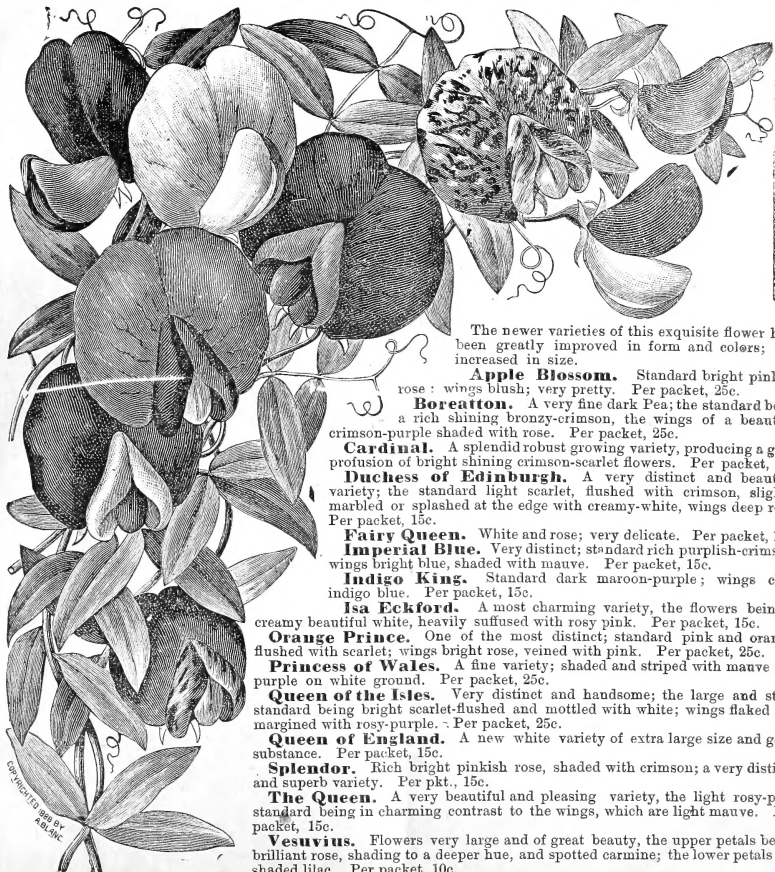 The newer varieties of this exquisite flower
been greatly improved in form and colors;
increased in size.
Apple Blossom. Standard bright
rose : wings blush; very pretty. Per packet, 25c.
Boreatton. A very fine dark Pea; the standard
a rich shining bronzy-crimson, the wings of a
crimson-purple shaded with rose. Per packet, 25c.
Cardinal. A splendid robust growing variety, producing a
profusion of bright shining crimson-scarlet flowers. Per packet,
Duchess of Edinburgh. A very distinct and
variety; the standard light scarlet, flushed with crimson,
marbled or splashed at the edge with creamy-white, wings deep
Per packet, 15c.
Fairy Queen. White and rose; very delicate. Per packet,
Imperial Blue. Very distinct; standard rich
wings bright blue, shaded with mauve. Per packet, 15c.
Indigo King. Standard dark maroon-purple; wings
indigo blue. Per packet, 15c.
Isa Eckford. A most charming variety, the flowers
creamy beautiful white, heavily suffused with rosy pink. Per packet, 15c.
Orange Prince. One of the most distinct; standard pink and
flushed with scarlet; wings bright rose, veined with pink. Per packet, 25c.
Princess of Wales. A fine variety; shaded and striped with mauve
purple on white ground. Per packet, 25c.
Queen of the Isles. Very distinct and handsome; the large and
standard being bright scarlet-flushed and mottled with white; wings flaked
margined with rosy-purple. Per packet, 25c.
Queen of England. A new white variety of extra large size and
substance. Per packet, 15c.
Splendor. Rich bright pinkish rose, shaded with crimson; a very
and superb variety. Per pkt., 15c.
The Queen. A very beautiful and pleasing variety, the light
standard being in charming contrast to the wings, which are light mauve.
packet, 15c.
Vesuvius. Flowers very large and of great beauty, the upper petals
brilliant rose, shading to a deeper hue, and spotted carmine; the lower petals
shaded lilac. Per packet, 10c.
COPYRIGHTED 1888 BY
A. BLANC